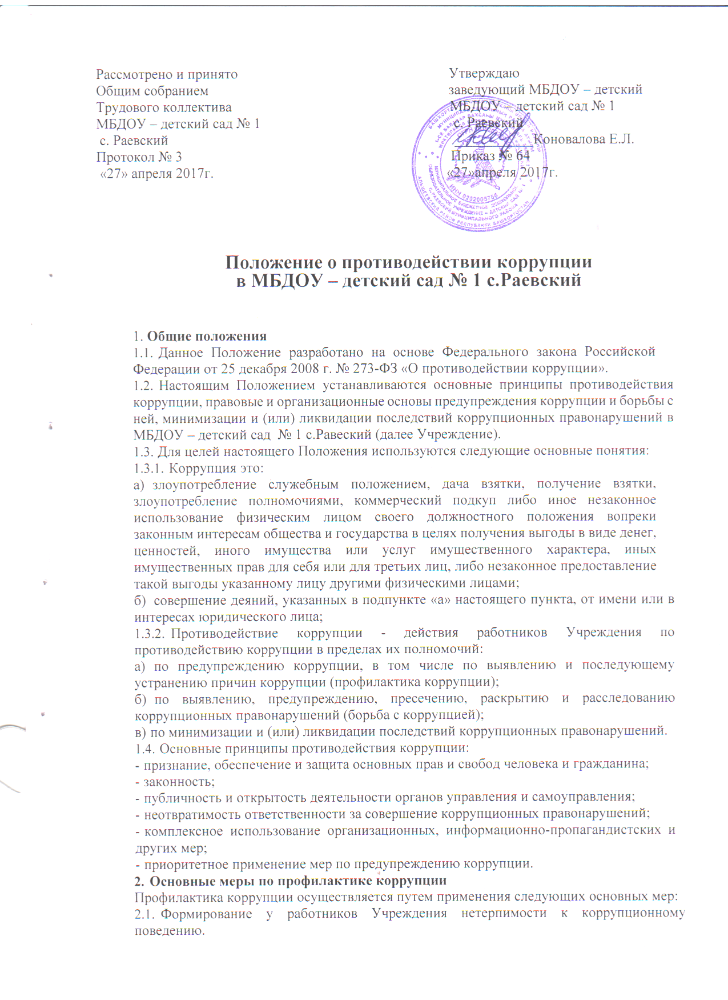 Рассмотрено и принято
Общим собранием
Трудового коллектива
МБДОУ – детский сад № 1
с. Раевский
Протокол № 3
«27» апреля 2017г.
Утверждаю
заведующий МБДОУ – детский
МБДОУ – детский сад № 1
с. Раевский
Коновалова Е.Л.
Приказ № 64
«27»апреля 2017г.
ИНН 0202005756
Положение о противодействии коррупции
в МБДОУ – детский сад № 1 с.Раевский
1. Общие положения
1.1. Данное Положение разработано на основе Федерального закона Российской
Федерации от 25 декабря 2008 г. № 273-ФЗ «О противодействии коррупции».
1.2. Настоящим Положением устанавливаются основные принципы противодействия
коррупции, правовые и организационные основы предупреждения коррупции и борьбы с
ней, минимизации и (или) ликвидации последствий коррупционных правонарушений в
МБДОУ – детский сад № 1 с.Равеский (далее Учреждение).
1.3. Для целей настоящего Положения используются следующие основные понятия:
1.3.1. Коррупция это:
а) злоупотребление служебным положением, дача взятки, получение взятки,
злоупотребление полномочиями, коммерческий подкуп либо иное незаконное
использование физическим лицом своего должностного положения вопреки
законным интересам общества и государства в целях получения выгоды в виде денег,
ценностей, иного имущества или услуг имущественного характера, иных
имущественных прав для себя или для третьих лиц, либо незаконное предоставление
такой выгоды указанному лицу другими физическими лицами;
б) совершение деяний, указанных в подпункте «а» настоящего пункта, от имени или в
интересах юридического лица;
1.3.2. Противодействие коррупции - действия работников Учреждения по
противодействию коррупции в пределах их полномочий:
а) по предупреждению коррупции, в том числе по выявлению и последующему
устранению причин коррупции (профилактика коррупции);
б) по выявлению, предупреждению, пресечению, раскрытию и расследованию
коррупционных правонарушений (борьба с коррупцией);
в) по минимизации и (или) ликвидации последствий коррупционных правонарушений.
1.4. Основные принципы противодействия коррупции:
- признание, обеспечение и защита основных прав и свобод человека и гражданина;
- законность;
- публичность и открытость деятельности органов управления и самоуправления;
- неотвратимость ответственности за совершение коррупционных правонарушений;
- комплексное использование организационных, информационно-пропагандистских и
других мер;
- приоритетное применение мер по предупреждению коррупции.
2. Основные меры по профилактике коррупции
Профилактика коррупции осуществляется путем применения следующих основных мер:
2.1. Формирование у работников Учреждения нетерпимости к коррупционному
поведению.